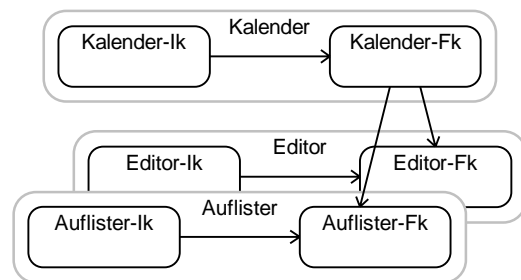 Kalender
Kalender-Ik
Kalender-Fk
Editor
Editor-Ik
Editor-Fk
Auflister
Auflister-Ik
Auflister-Fk